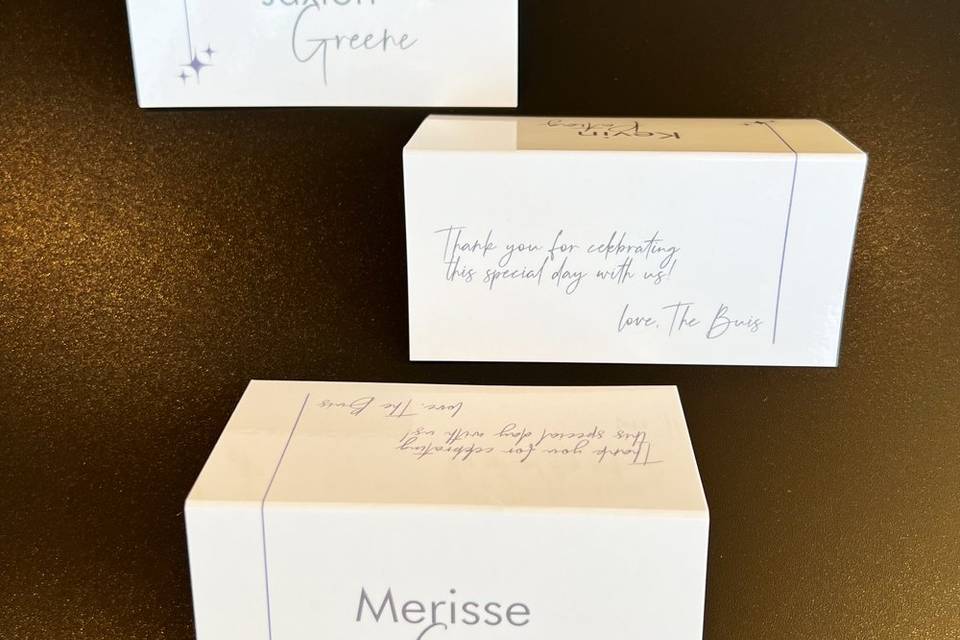 Greene
Kevin
Thank you for celebrating
this special day with us!
love, The Buis
love, The Buis
this special day with us!
Thank you for celebrating
Merisse